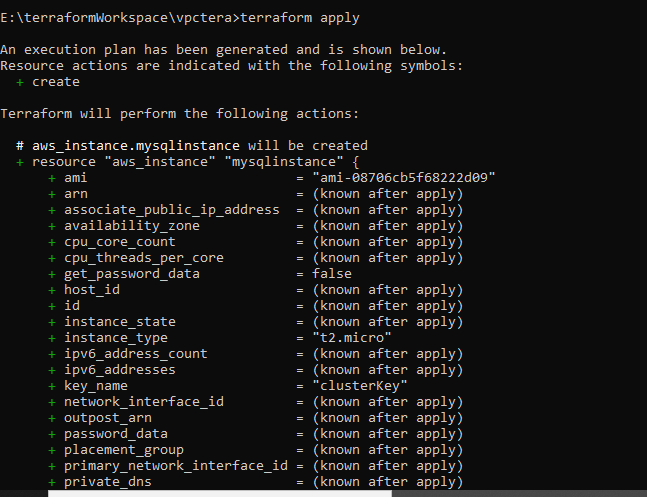 E:\terraformWorkspace\vpctera>terraform apply
An execution plan has been generated and is shown below.
Resource actions are indicated with the following symbols:
+ create
Terraform will perform the following actions:
# aws_instance.mysqlinstance will be created
+ resource "aws_instance" "mysqlinstance" {
+ ami = "ami-08706cb5f68222d09"
+ arn = (known after apply)
+ associate_public_ip_address = (known after apply)
+ availability_zone = (known after apply)
+ cpu_core_count = (known after apply)
+ cpu_threads_per_core = (known after apply)
+ get_password_data = false
+ host_id = (known after apply)
+ id = (known after apply)
+ instance_state = (known after apply)
+ instance_type = "t2.micro"
+ ipv6_address_count = (known after apply)
+ ipv6_addresses = (known after apply)
+ key_name = "clusterKey"
+ network_interface_id = (known after apply)
+ outpost_arn = (known after apply)
+ password_data = (known after apply)
+ placement_group = (known after apply)
+ primary_network_interface_id = (known after apply)
+ private_dns = (known after apply)